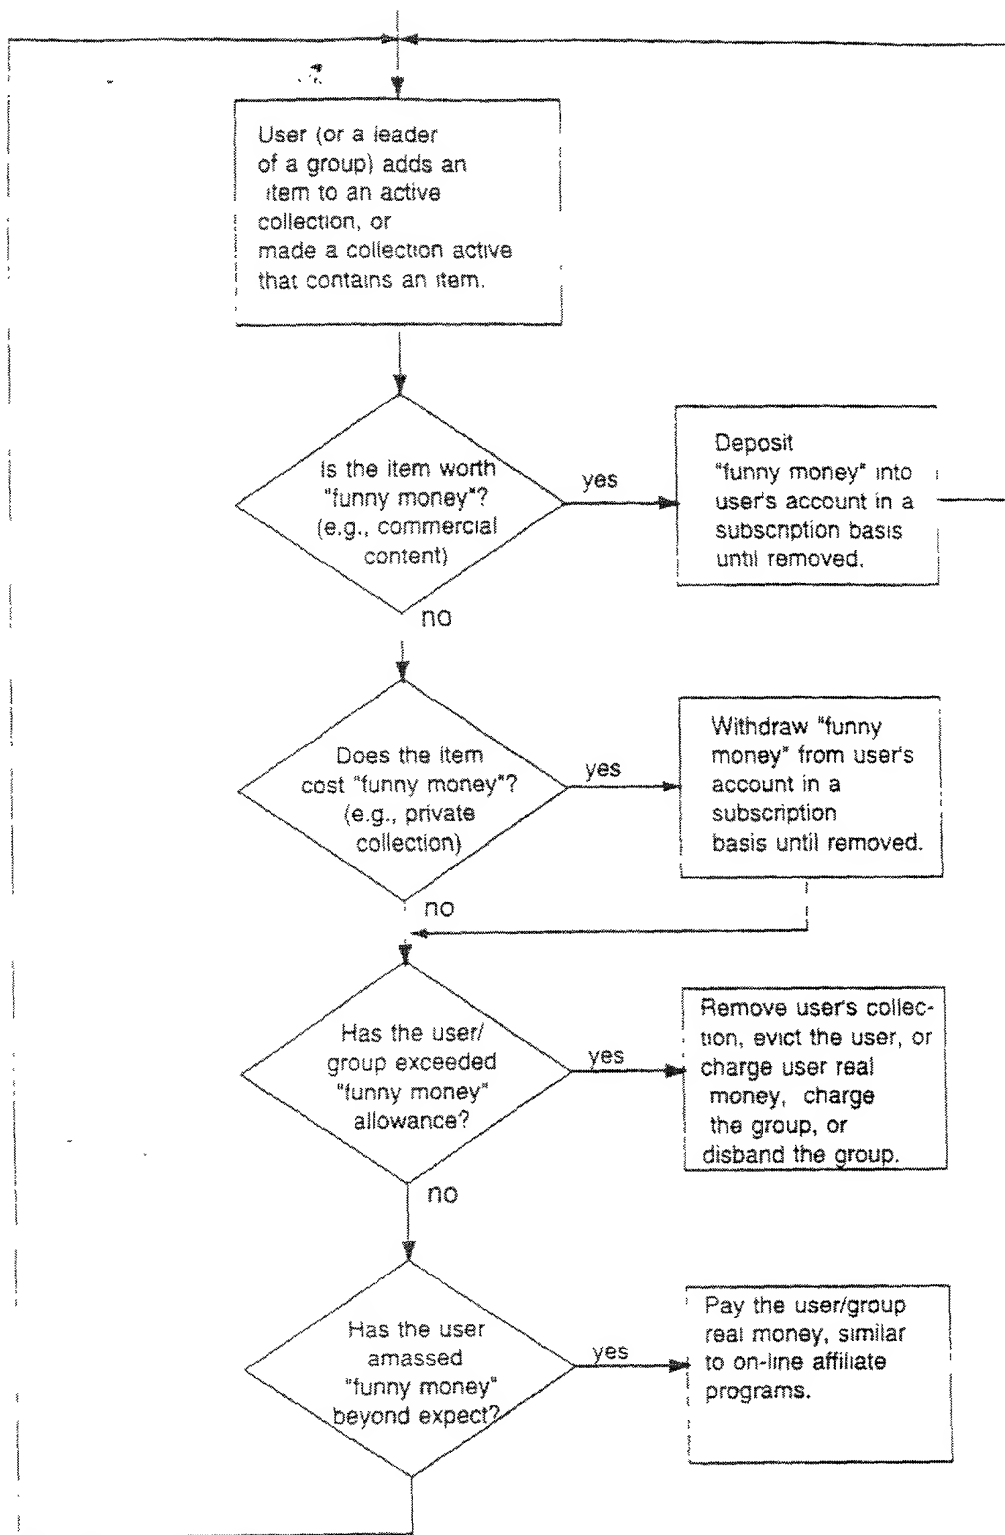 User (or a leader
of a group) adds an
item to an active
collection, or
made a collection active
that contains an item.
Is the item worth
"funny money"?
(e.g., commercial
content)
yes
Deposit
"funny money" into
user's account in a
subscription basis
until removed.
no
Does the item
cost "funny money"?
(e.g., private
collection)
yes
Withdraw "funny
money" from user's
account in a
subscription
basis until removed.
no
Has the user/
group exceeded
"funny money"
allowance?
yes
Remove user's collec-
tion, evict the user, or
charge user real
money, charge
the group, or
disband the group.
no
Has the user
amassed
"funny money"
beyond expect?
yes
Pay the user/group
real money, similar
to on-line affiliate
programs.